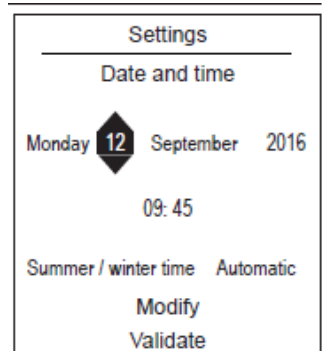 Settings
Date and time
Monday 12 September 2016
09: 45
Summer / winter time Automatic
Modify
Validate